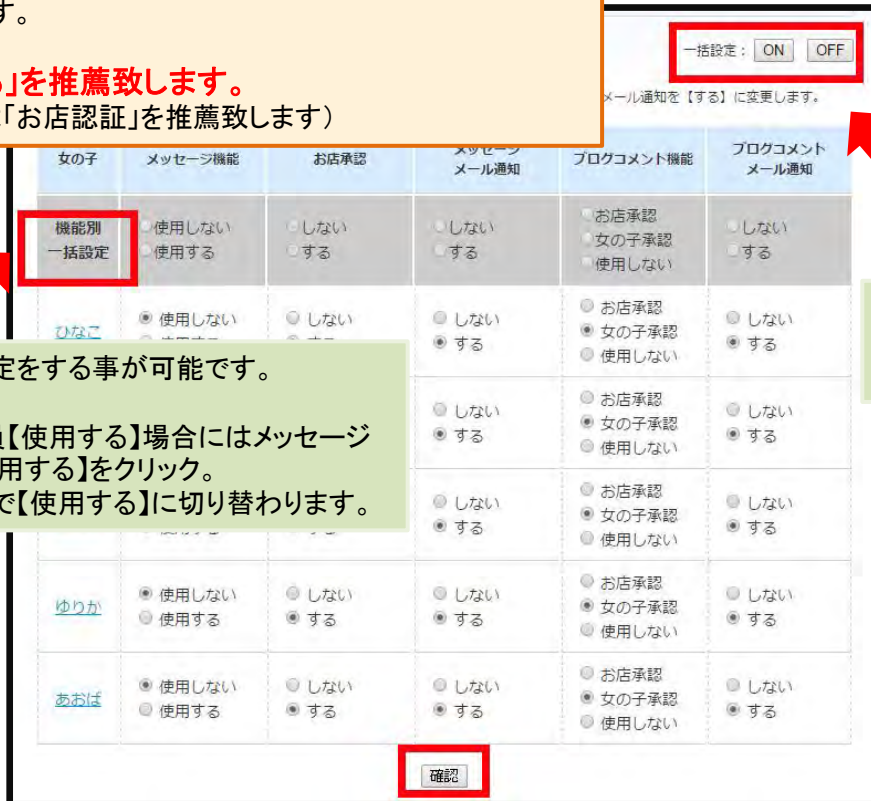 す。
」を推薦致します。
「お店認証」を推薦致します）
一括設定： ON OFF
メール通知を【する】に変更します。
女の子 メッセージ機能 お店承認 メッセージ ブログコメント機能 ブログコメント
メール通知 メール通知
機能別 使用しない しない しない お店承認 しない
一括設定 使用する する する 女の子承認 する
使用しない
ひなこ 使用しない しない しない お店承認 しない
する 女の子承認 する
使用しない
定をする事が可能です。
【使用する】場合にはメッセージ
用する】をクリック。
で【使用する】に切り替わります。
しない お店承認 しない
する 女の子承認 する
使用しない
しない お店承認 しない
する 女の子承認 する
使用しない
ゆりか 使用しない しない しない お店承認 しない
使用する する する 女の子承認 する
使用しない
あおば 使用しない しない しない お店承認 しない
使用する する する 女の子承認 する
使用しない
確認